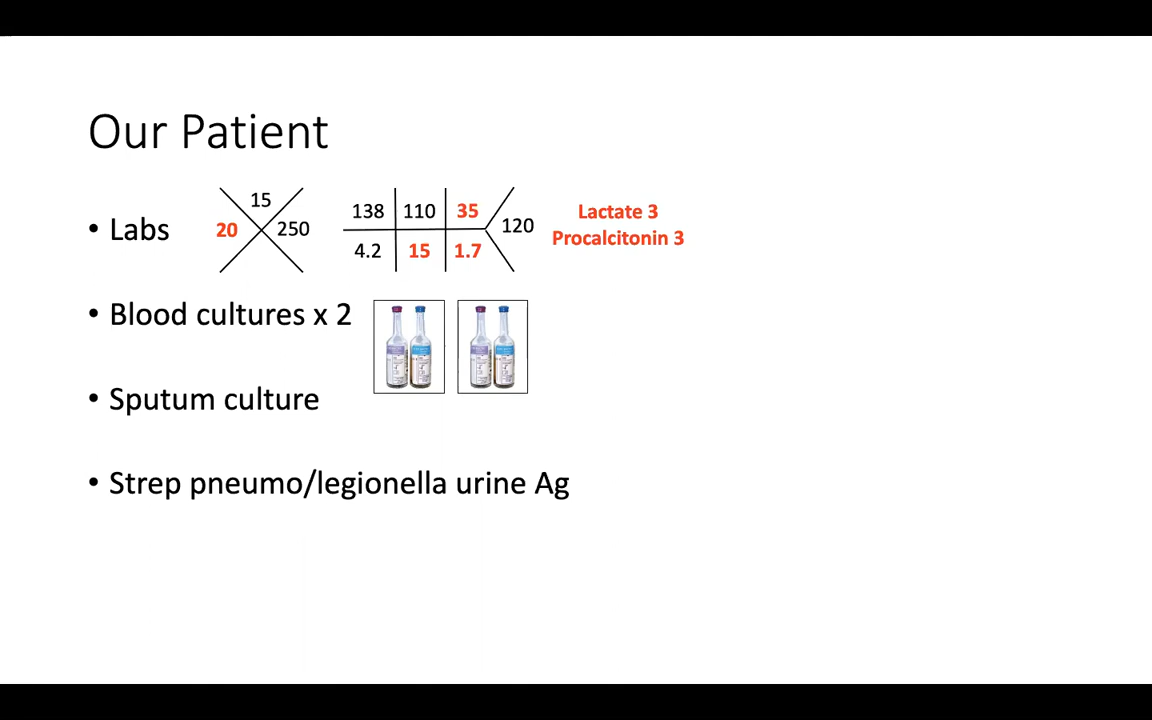 Our Patient
15
• Labs 20 250
138 110 35
120
4.2 15 1.7
Lactate 3
Procalcitonin 3
• Blood cultures x 2
• Sputum culture
• Strep pneumo/legionella urine Ag